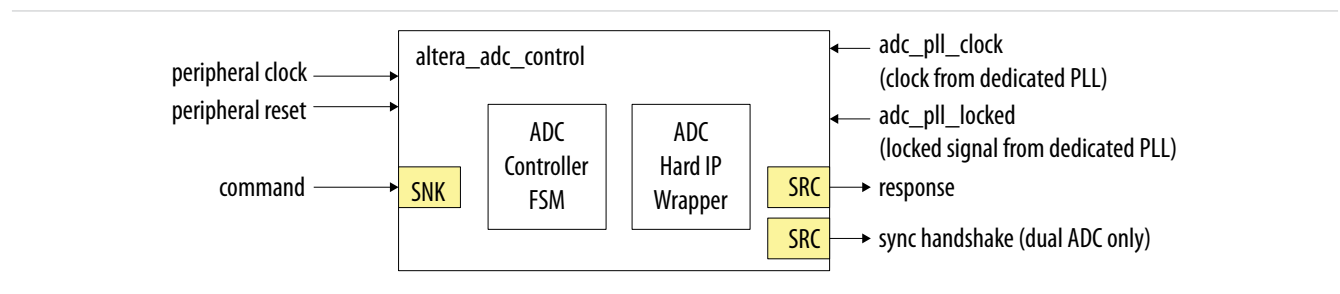 altera_adc_control
peripheral clock
peripheral reset
command
SNK
ADC
Controller
FSM
ADC
Hard IP
Wrapper
adc_pll_clock
(clock from dedicated PLL)
adc_pll_locked
(locked signal from dedicated PLL)
SRC
response
SRC
sync handshake (dual ADC only)